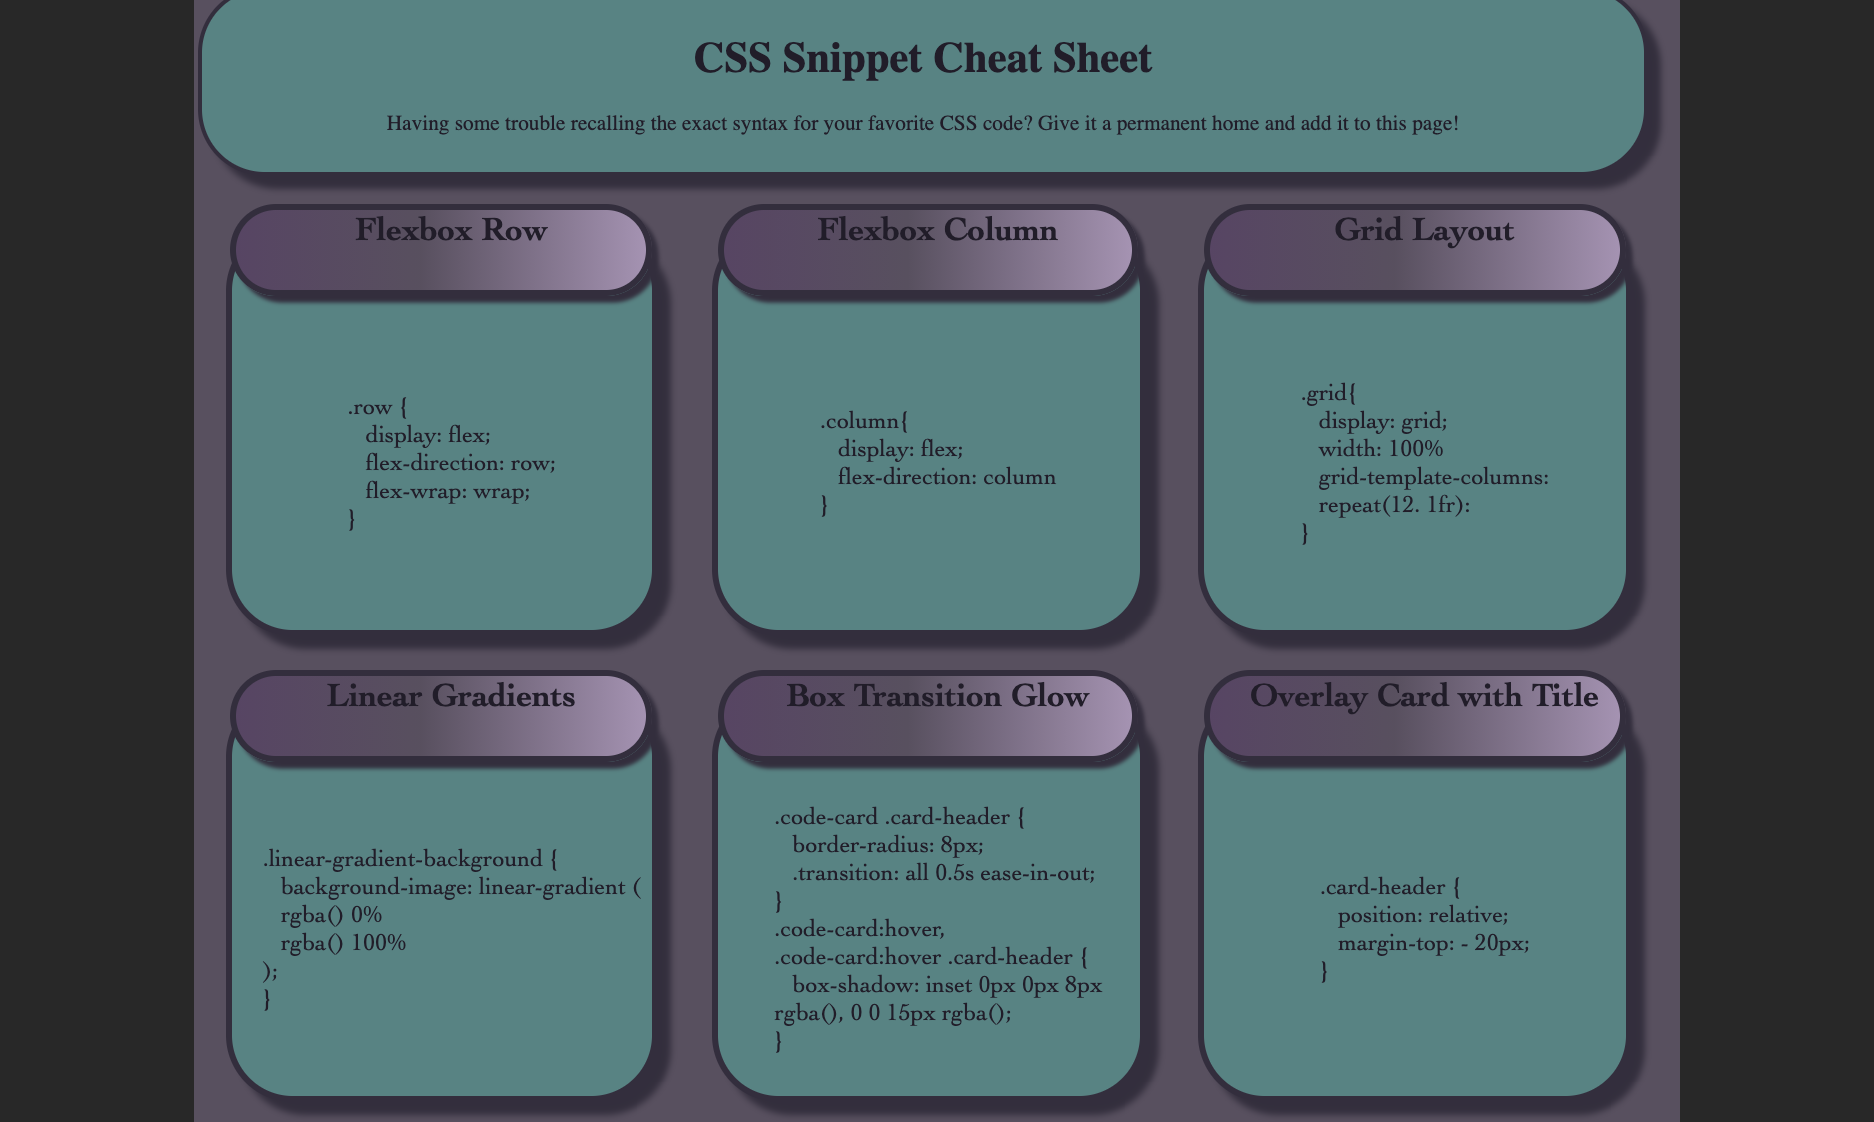 CSS Snippet Cheat Sheet
Having some trouble recalling the exact syntax for your favorite CSS code? Give it a permanent home and add it to this page!
Flexbox Row
.row {
display: flex;
flex-direction: row;
flex-wrap: wrap;
}
Flexbox Column
.column{
display: flex;
flex-direction: column
}
Grid Layout
.grid{
display: grid;
width: 100%
grid-template-columns:
repeat(12. 1fr):
}
Linear Gradients
.linear-gradient-background {
background-image: linear-gradient (
rgba() 0%
rgba() 100%
);
}
Box Transition Glow
.code-card .card-header {
border-radius: 8px;
.transition: all 0.5s ease-in-out;
}
.code-card:hover,
.code-card:hover .card-header {
box-shadow: inset 0px 0px 8px
rgba(), 0 0 15px rgba();
}
Overlay Card with Title
.card-header {
position: relative;
margin-top: - 20px;
}